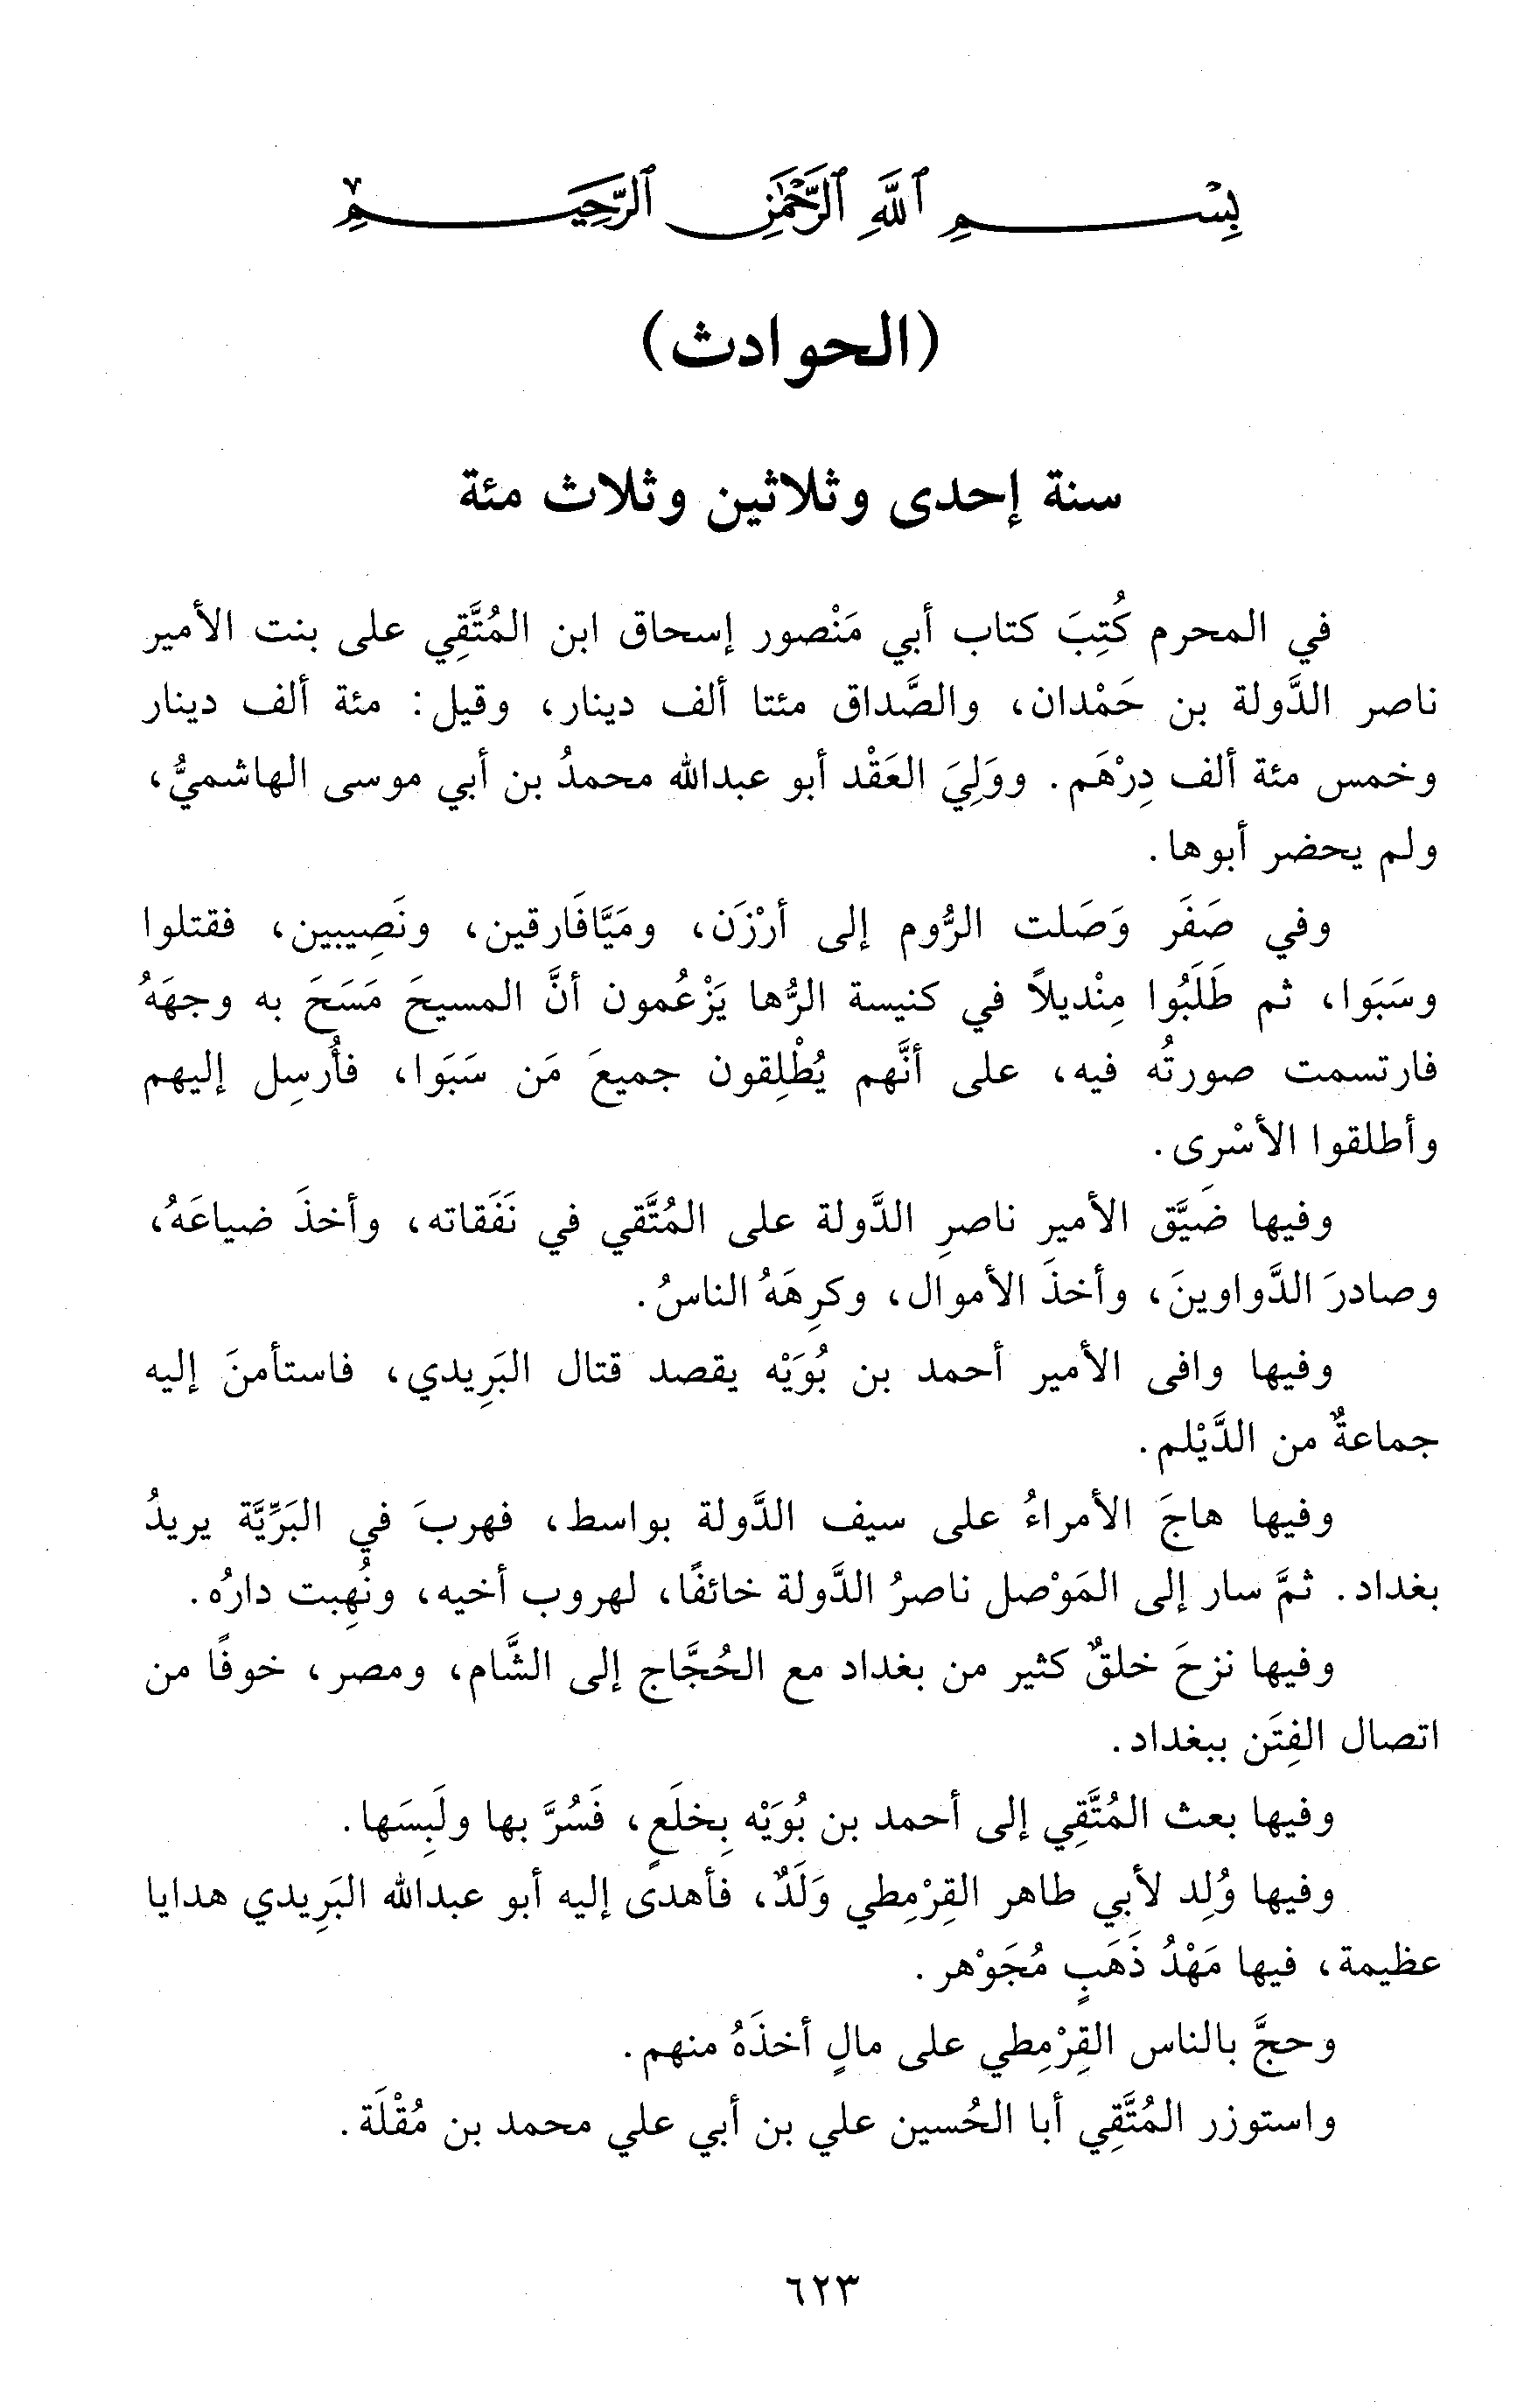 بِسْمِ ٱللَّهِ ٱلرَّحْمَٰنِ ٱلرَّحِيمِ
(الحوادث)
سنة إحدى وثلاثين وثلاث مئة
في المحرم كُتِبَ كتاب أبي مَنْصور إسحاق ابن المُتَّقِي على بنت الأمير
ناصر الدَّولة بن حَمْدان، والصَّداق مئتا ألف دينار، وقيل: مئة ألف دينار
وخمس مئة ألف دِرْهَم. ووَلِيَ العَقْد أبو عبدالله محمدُ بن أبي موسى الهاشميُّ،
ولم يحضر أبوها.
وفي صَفَر وَصَلت الرُّوم إلى أرْزَن، ومَيَّافَارقين، ونَصِيبين، فقتلوا
وسَبَوا، ثم طَلَبُوا مِنْديلاً في كنيسة الرُّها يَزْعُمون أنَّ المسيحَ مَسَحَ به وجهَهُ
فارتسمت صورتُه فيه، على أنَّهم يُطْلِقون جميعَ مَن سَبَوا، فأُرسِل إليهم
وأطلقوا الأسْرى.
وفيها ضَيَّق الأمير ناصرِ الدَّولة على المُتَّقي في نَفَقاته، وأخذَ ضياعَهُ،
وصادرَ الدَّواوينَ، وأخذَ الأموال، وكرِهَهُ الناسُ.
وفيها وافى الأمير أحمد بن بُوَيْه يقصد قتال البَرِيدي، فاستأمنَ إليه
جماعةٌ من الدَّيْلم.
وفيها هاجَ الأمراءُ على سيف الدَّولة بواسط، فهربَ في البَرِّيَّة يريدُ
بغداد. ثمَّ سار إلى المَوْصل ناصرُ الدَّولة خائفًا، لهروب أخيه، ونُهِبت دارُه.
وفيها نزحَ خلقٌ كثير من بغداد مع الحُجَّاج إلى الشَّام، ومصر، خوفًا من
اتصال الفِتَن ببغداد.
وفيها بعث المُتَّقِي إلى أحمد بن بُوَيْه بِخلَعٍ، فَسُرَّ بها ولَبِسَها.
وفيها وُلِد لأبي طاهر القِرْمِطي وَلَدٌ، فأهدى إليه أبو عبدالله البَرِيدي هدايا
عظيمة، فيها مَهْدُ ذَهَبٍ مُجَوْهر.
وحجَّ بالناس القِرْمِطي على مالٍ أخذَهُ منهم.
واستوزر المُتَّقِي أبا الحُسين علي بن أبي علي محمد بن مُقْلَة.
٦٢٣